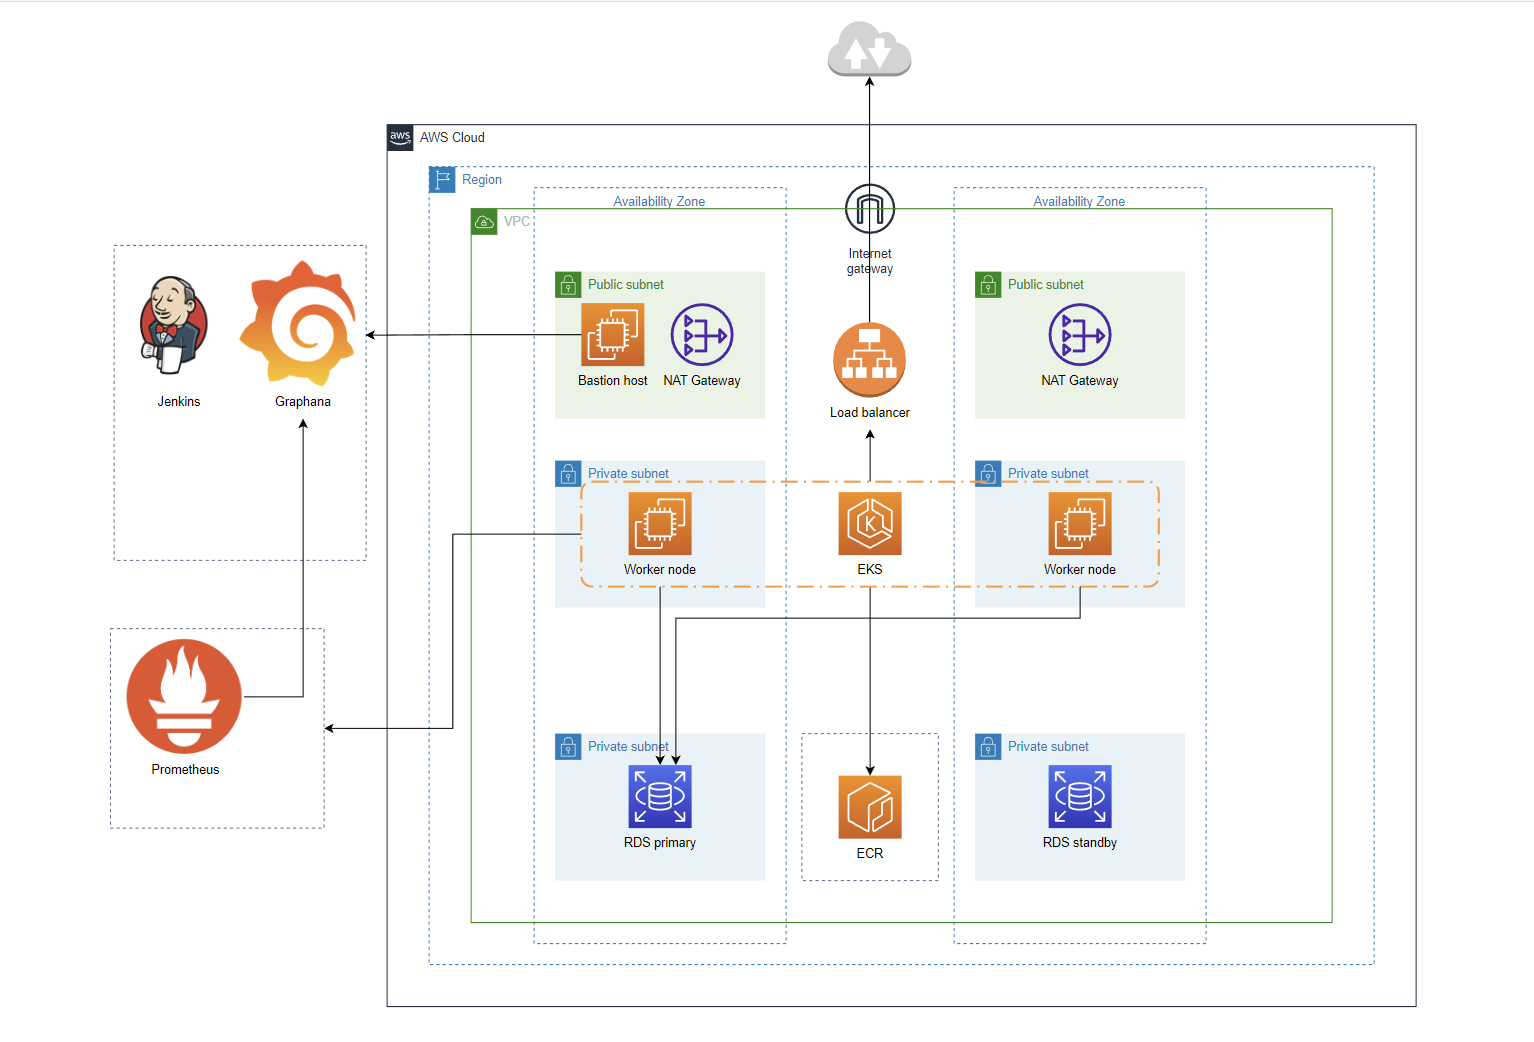 aws
AWS Cloud
Region
Availability Zone
Availability Zone
VPC
Internet
gateway
Public subnet
Public subnet
Bastion host
NAT Gateway
NAT Gateway
Jenkins
Graphana
Load balancer
Private subnet
Private subnet
K
Worker node
EKS
Worker node
Private subnet
Private subnet
Prometheus
RDS primary
ECR
RDS standby